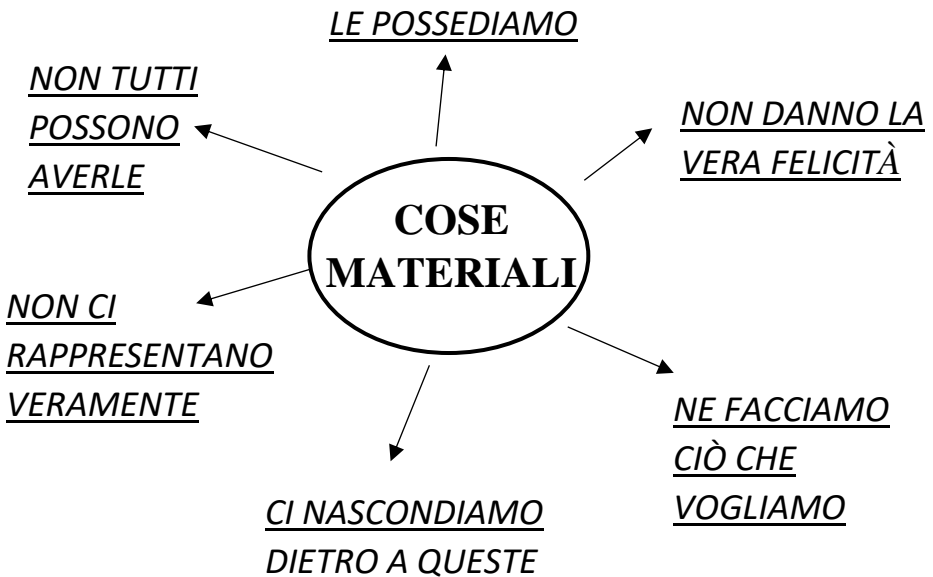 LE POSSEDIAMO
NON TUTTI
POSSONO
AVERLE
NON DANNO LA
VERA FELICITÀ
COSE
MATERIALI
NON CI
RAPPRESENTANO
VERAMENTE
NE FACCIAMO
CIÒ CHE
VOGLIAMO
CI NASCONDIAMO
DIETRO A QUESTE